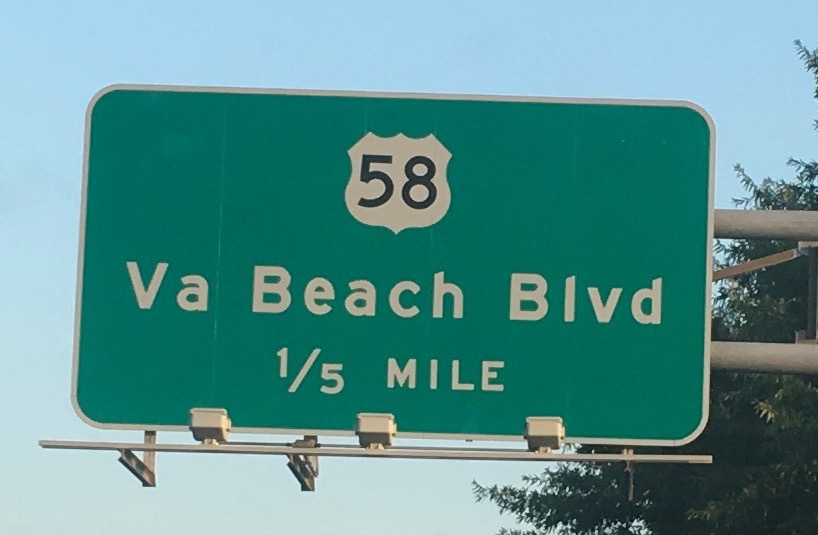 58
Va Beach Blvd
1/5 MILE